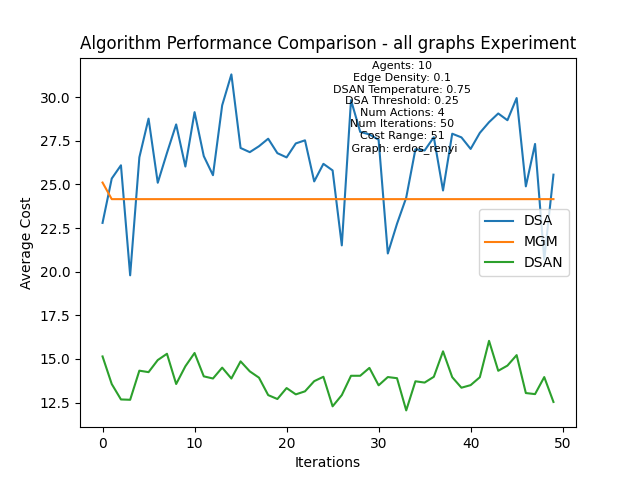 Algorithm Performance Comparison - all graphs Experiment
Agents: 10
Edge Density: 0.1
DSAN Temperature: 0.75
DSA Threshold: 0.25
Num Actions: 4
Num Iterations: 50
Cost Range: 51
Graph: erdos_renyi
Average Cost
30.0
27.5
25.0
22.5
20.0
17.5
15.0
12.5
DSA
MGM
DSAN
0 10 20 30 40 50
Iterations